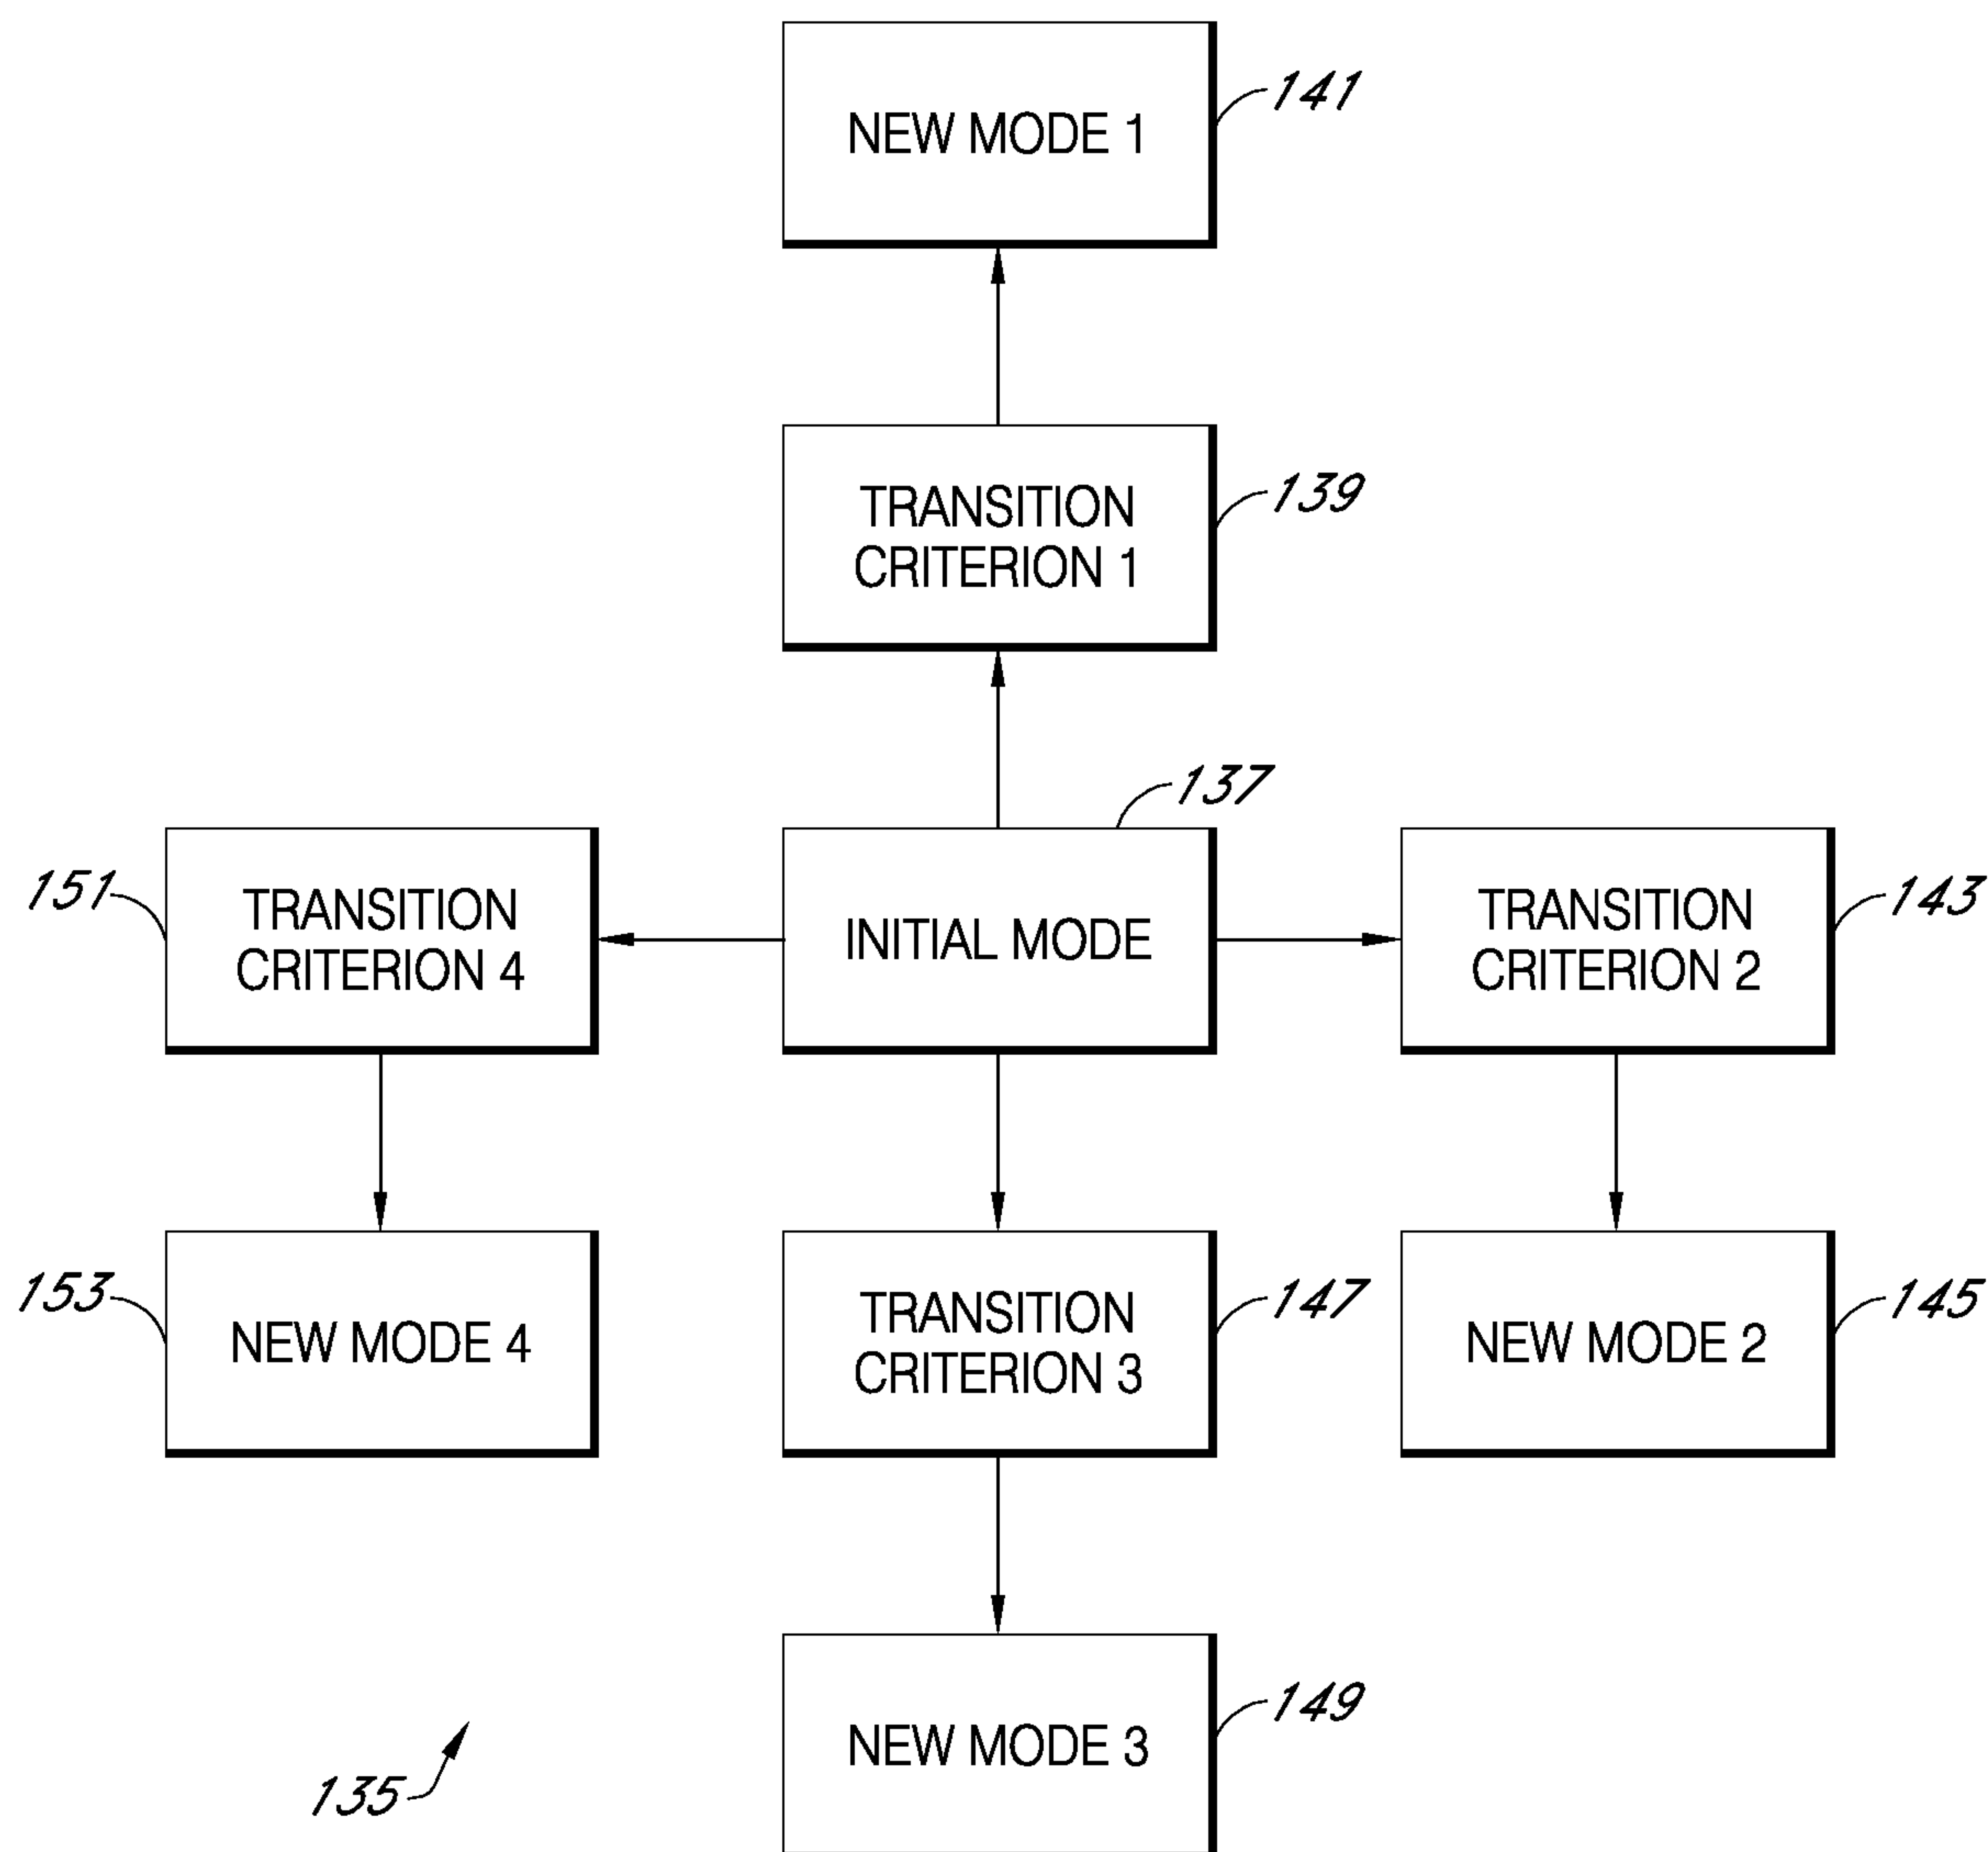 NEW MODE 1
141
TRANSITION
CRITERION 1
139
137
151
TRANSITION
CRITERION 4
INITIAL MODE
TRANSITION
CRITERION 2
143
153
NEW MODE 4
TRANSITION
CRITERION 3
147
NEW MODE 2
145
NEW MODE 3
149
135